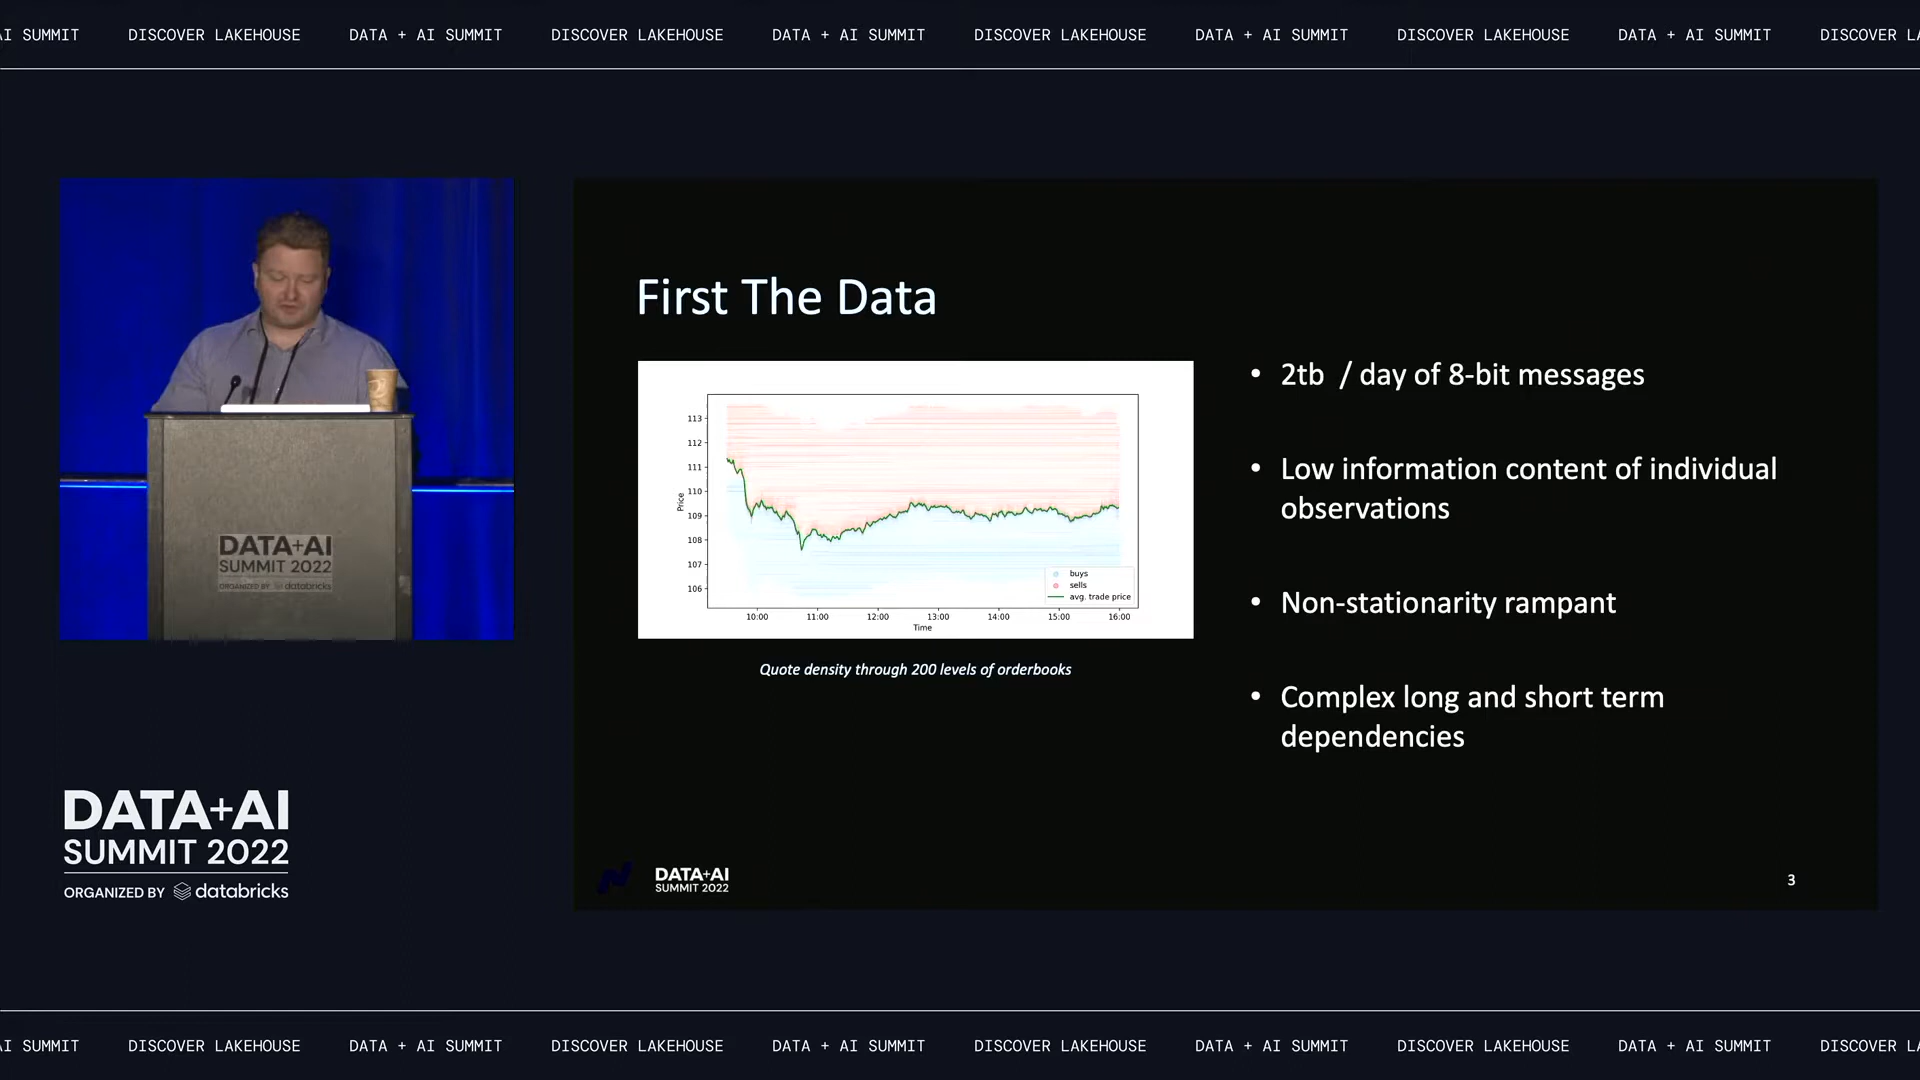 AI SUMMIT DISCOVER LAKEHOUSE DATA + AI SUMMIT DISCOVER LAKEHOUSE DATA + AI SUMMIT DISCOVER LAKEHOUSE DATA + AI SUMMIT DISCOVER LAKEHOUSE DATA + AI SUMMIT DISCOVER LA
First The Data
113
112
111
110
109
108
107
106
Price
10:00 11:00 12:00 13:00 14:00 15:00 16:00
Time
buys
sells
avg. trade price
Quote density through 200 levels of orderbooks
• 2tb / day of 8-bit messages
• Low information content of individual
observations
• Non-stationarity rampant
• Complex long and short term
dependencies
DATA+AI
SUMMIT 2022
3
DATA+AI
SUMMIT 2022
ORGANIZED BY databricks
DATA+AI
SUMMIT 2022
ORGANIZED BY databricks
AI SUMMIT DISCOVER LAKEHOUSE DATA + AI SUMMIT DISCOVER LAKEHOUSE DATA + AI SUMMIT DISCOVER LAKEHOUSE DATA + AI SUMMIT DISCOVER LAKEHOUSE DATA + AI SUMMIT DISCOVER LA